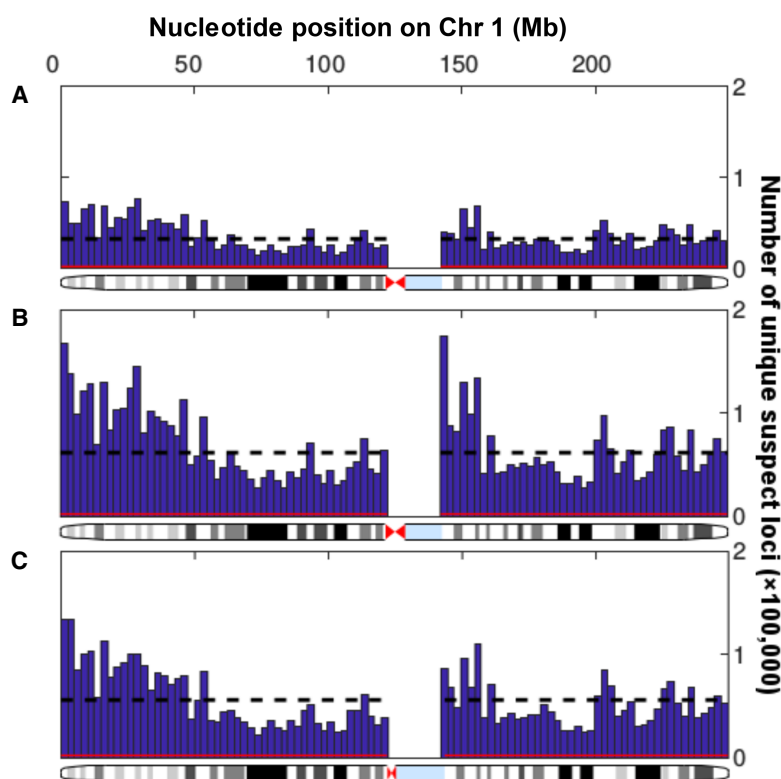 Nucleotide position on Chr 1 (Mb)
0 50 100 150 200
A
2
1
0
B
2
1
0
C
2
1
0
Number of unique suspect loci (×100,000)